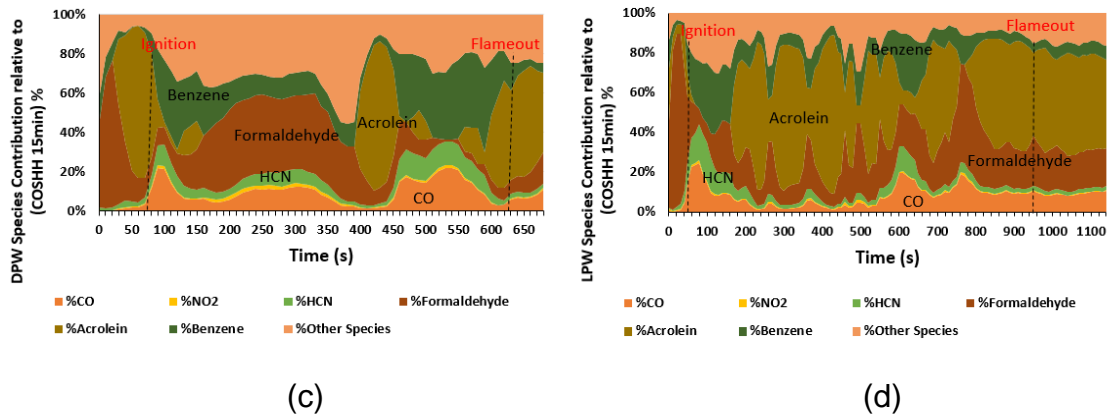 DPW Species Contribution relative to
(COSHH 15min) %
100%
80%
60%
40%
20%
0%
Ignition
Flameout
Benzene
Formaldehyde
Acrolein
HCN
CO
0 50 100 150 200 250 300 350 400 450 500 550 600 650
Time (s)
%CO %NO2 %HCN %Formaldehyde
%Acrolein %Benzene %Other Species
(c)
LPW Species Contribution relative to
(COSHH 15min) %
100%
80%
60%
40%
20%
0%
Ignition
Flameout
Benzene
Acrolein
HCN
Formaldehyde
CO
0 100 200 300 400 500 600 700 800 900 1000 1100
Time (s)
%CO %NO2 %HCN %Formaldehyde
%Acrolein %Benzene %Other Species
(d)